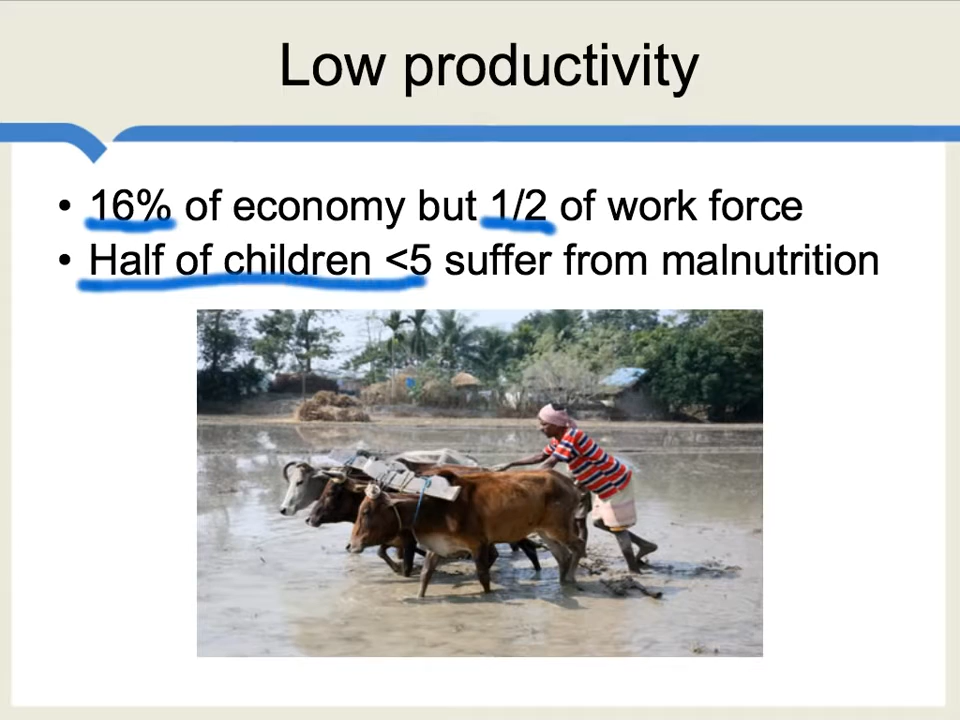 Low productivity
• 16% of economy but 1/2 of work force
• Half of children <5 suffer from malnutrition